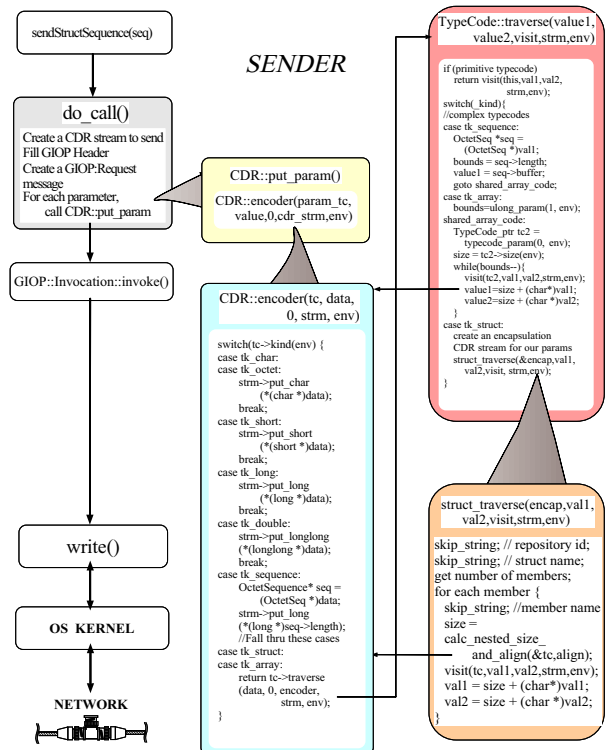 sendStructSequence(seq)
SENDER
do_call()
Create a CDR stream to send
Fill GIOP Header
Create a GIOP:Request
message
For each parameter,
call CDR::put_param
GIOP::Invocation::invoke()
write()
OS KERNEL
NETWORK
CDR::put_param()
CDR::encoder(param_tc,
value,0,cdr_strm,env)
CDR::encoder(tc, data,
0, strm, env)
switch(tc->kind(env) {
case tk_char:
case tk_octet:
strm->put_char
(*(char *)data);
break;
case tk_short:
strm->put_short
(*(short *)data);
break;
case tk_long:
strm->put_long
(*(long *)data);
break;
case tk_double:
strm->put_longlong
(*(longlong *)data);
break;
case tk_sequence:
OctetSequence* seq =
(OctetSeq *)data;
strm->put_long
(*(long *)seq->length);
//Fall thru these cases
case tk_struct:
case tk_array:
return tc->traverse
(data, 0, encoder,
strm, env);
}
TypeCode::traverse(value1,
value2,visit,strm,env)
if (primitive typecode)
return visit(this,val1,val2,
strm,env);
switch(_kind){
//complex typecodes
case tk_sequence:
OctetSeq *seq =
(OctetSeq *)val1;
bounds = seq->length;
value1 = seq->buffer;
goto shared_array_code;
case tk_array:
bounds=ulong_param(1, env);
shared_array_code:
TypeCode_ptr tc2 =
typecode_param(0, env);
size = tc2->size(env);
while(bounds--){
visit(tc2,val1,val2,strm,env);
value1=size + (char*)val1;
value2=size + (char *)val2;
}
case tk_struct:
create an encapsulation
CDR stream for our params
struct_traverse(&encap,val1,
val2,visit, strm,env);
}
struct_traverse(encap,val1,
val2,visit,strm,env)
skip_string; // repository id;
skip_string; // struct name;
get number of members;
for each member {
skip_string; //member name
size =
calc_nested_size_
and_align(&tc,align);
visit(tc,val1,val2,strm,env);
val1 = size + (char*)val1;
val2 = size + (char *)val2;
}